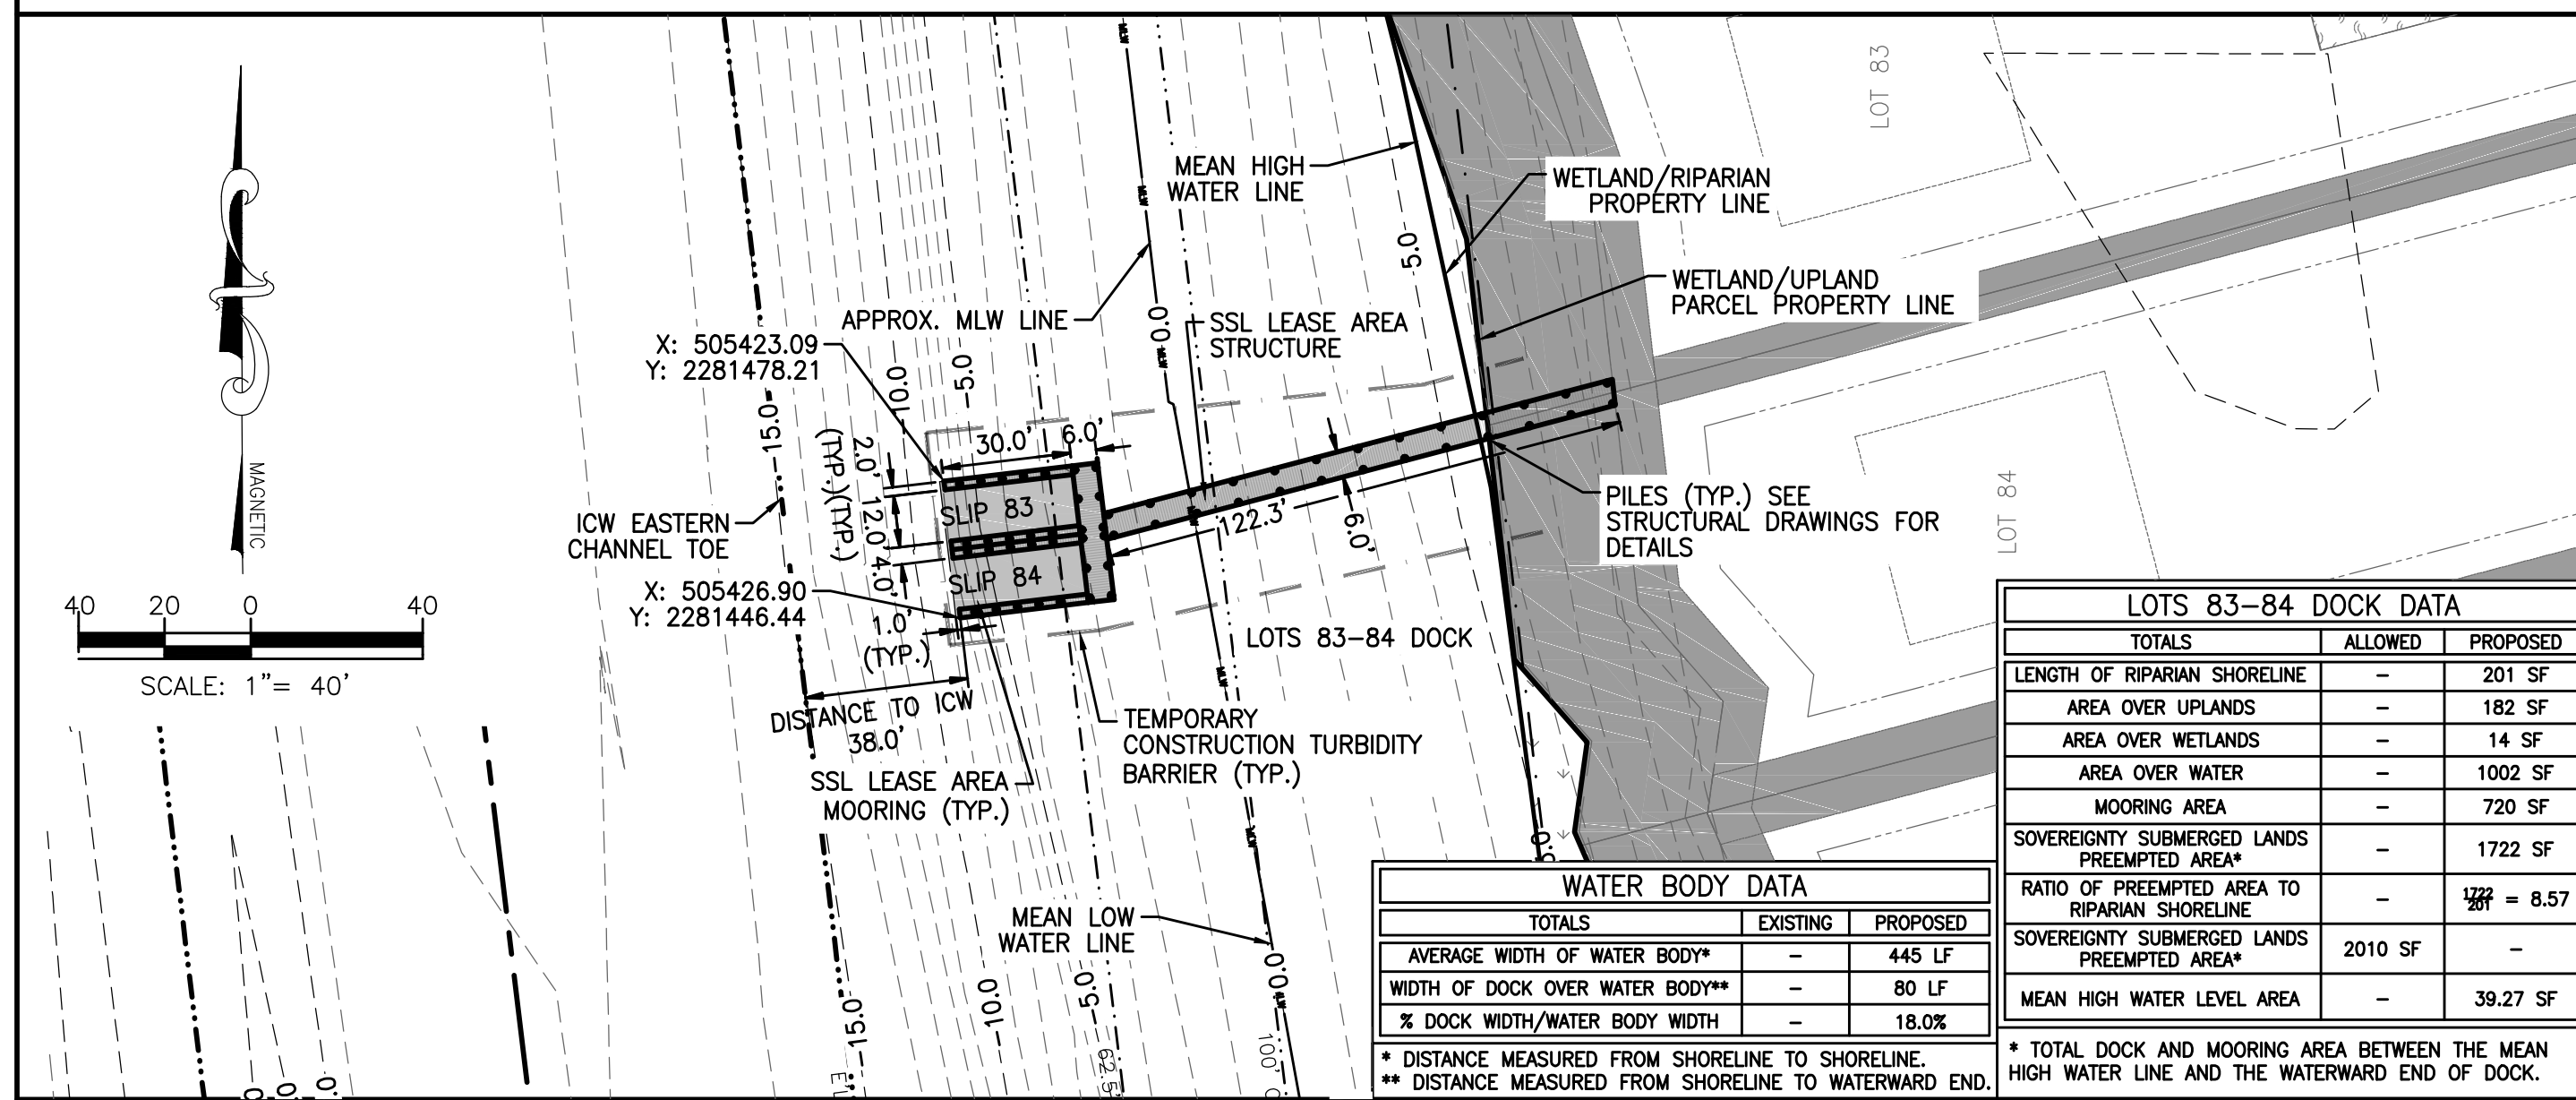 LOT 83
MEAN HIGH
WATER LINE
WETLAND/RIPARIAN
PROPERTY LINE
5.0
WETLAND/UPLAND
PARCEL PROPERTY LINE
APPROX. MLW LINE
0.0
SSL LEASE AREA
STRUCTURE
X: 505423.09
Y: 2281478.21
15.0
10.0
5.0
MLW
MLW
MLW
MLW
MLW
MLW
30.0'
6.0'
2.0'
(TYP.)
12.0'
(TYP.)
4.0'
SLIP 83
SLIP 84
122.3'
6.0'
PILES (TYP.) SEE
STRUCTURAL DRAWINGS FOR
DETAILS
LOT 84
MAGNETIC
ICW EASTERN
CHANNEL TOE
X: 505426.90
Y: 2281446.44
1.0'
(TYP.)
40 20 0 40
SCALE: 1"= 40'
LOTS 83-84 DOCK
DISTANCE TO ICW
38.0'
SSL LEASE AREA
MOORING (TYP.)
TEMPORARY
CONSTRUCTION TURBIDITY
BARRIER (TYP.)
MEAN LOW
WATER LINE
0.0
15.0
10.0
5.0
62.5'
100'
LOTS 83-84 DOCK DATA
TOTALS ALLOWED PROPOSED
LENGTH OF RIPARIAN SHORELINE - 201 SF
AREA OVER UPLANDS - 182 SF
AREA OVER WETLANDS - 14 SF
AREA OVER WATER - 1002 SF
MOORING AREA - 720 SF
SOVEREIGNTY SUBMERGED LANDS
PREEMPTED AREA* - 1722 SF
RATIO OF PREEMPTED AREA TO
RIPARIAN SHORELINE - 1722/201 = 8.57
SOVEREIGNTY SUBMERGED LANDS
PREEMPTED AREA* 2010 SF -
MEAN HIGH WATER LEVEL AREA - 39.27 SF
* TOTAL DOCK AND MOORING AREA BETWEEN THE MEAN
HIGH WATER LINE AND THE WATERWARD END OF DOCK.
WATER BODY DATA
TOTALS EXISTING PROPOSED
AVERAGE WIDTH OF WATER BODY* - 445 LF
WIDTH OF DOCK OVER WATER BODY** - 80 LF
% DOCK WIDTH/WATER BODY WIDTH - 18.0%
* DISTANCE MEASURED FROM SHORELINE TO SHORELINE.
** DISTANCE MEASURED FROM SHORELINE TO WATERWARD END.